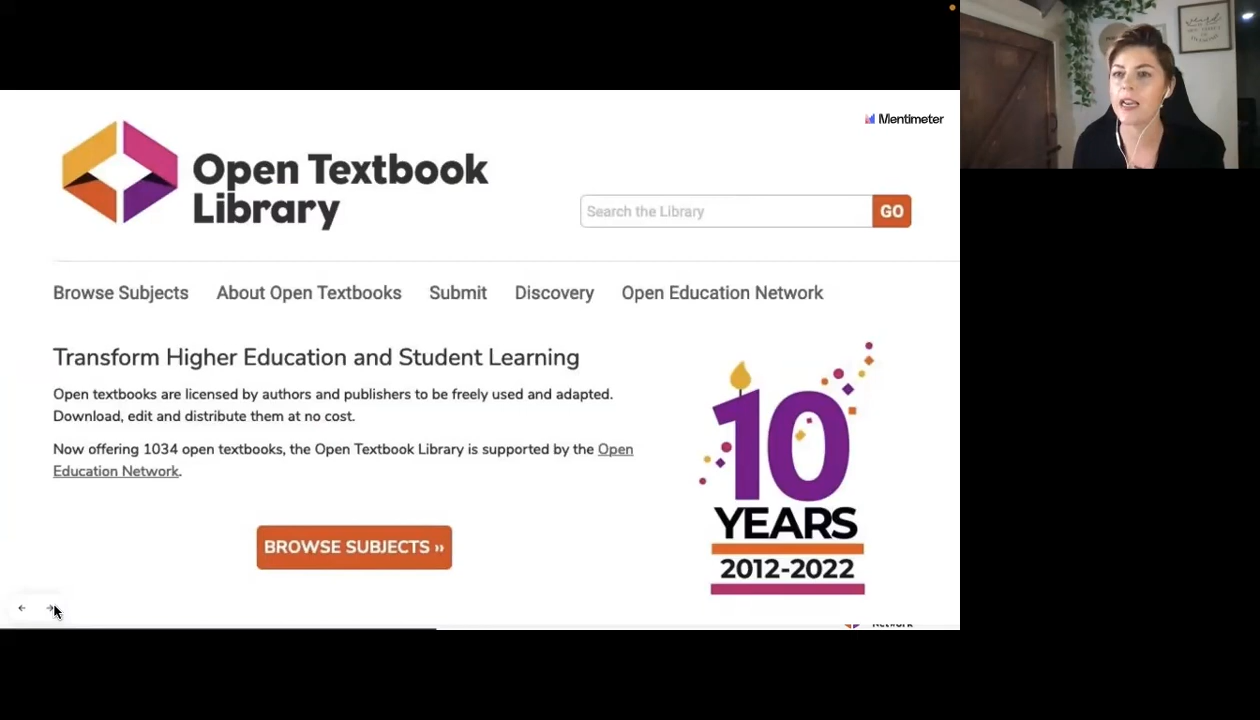 Mentimeter
Open Textbook
Library
Search the Library
GO
Browse Subjects
About Open Textbooks
Submit
Discovery
Open Education Network
Transform Higher Education and Student Learning
Open textbooks are licensed by authors and publishers to be freely used and adapted.
Download, edit and distribute them at no cost.
Now offering 1034 open textbooks, the Open Textbook Library is supported by the Open
Education Network.
BROWSE SUBJECTS »
10
YEARS
2012-2022